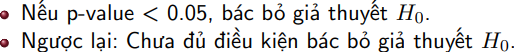 • Nếu p-value < 0.05, bác bỏ giả thuyết H₀.
• Ngược lại: Chưa đủ điều kiện bác bỏ giả thuyết H₀.